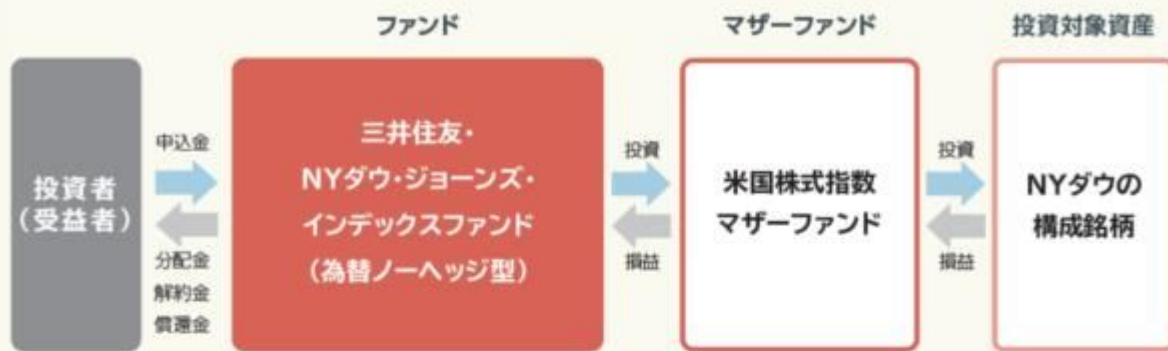 ファンド
マザーファンド
投資対象資産
投資者
(受益者)
申込金
分配金
解約金
償還金
三井住友・
NYダウ・ジョーンズ・
インデックスファンド
(為替ノーヘッジ型)
投資
損益
米国株式指数
マザーファンド
投資
損益
NYダウの
構成銘柄